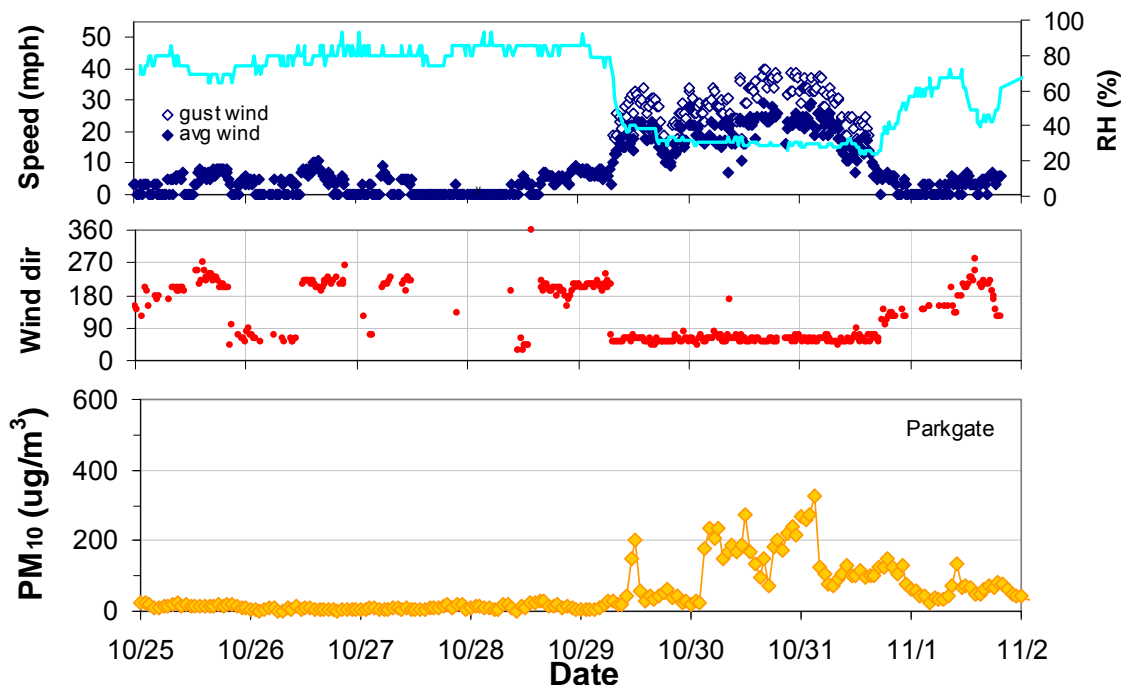 Speed (mph)
50
40
30
20
10
0
gust wind
avg wind
100
80
60
40
20
0
RH (%)
Wind dir
360
270
180
90
0
PM10 (ug/m3)
600
400
200
0
Parkgate
10/25 10/26 10/27 10/28 10/29 10/30 10/31 11/1 11/2
Date